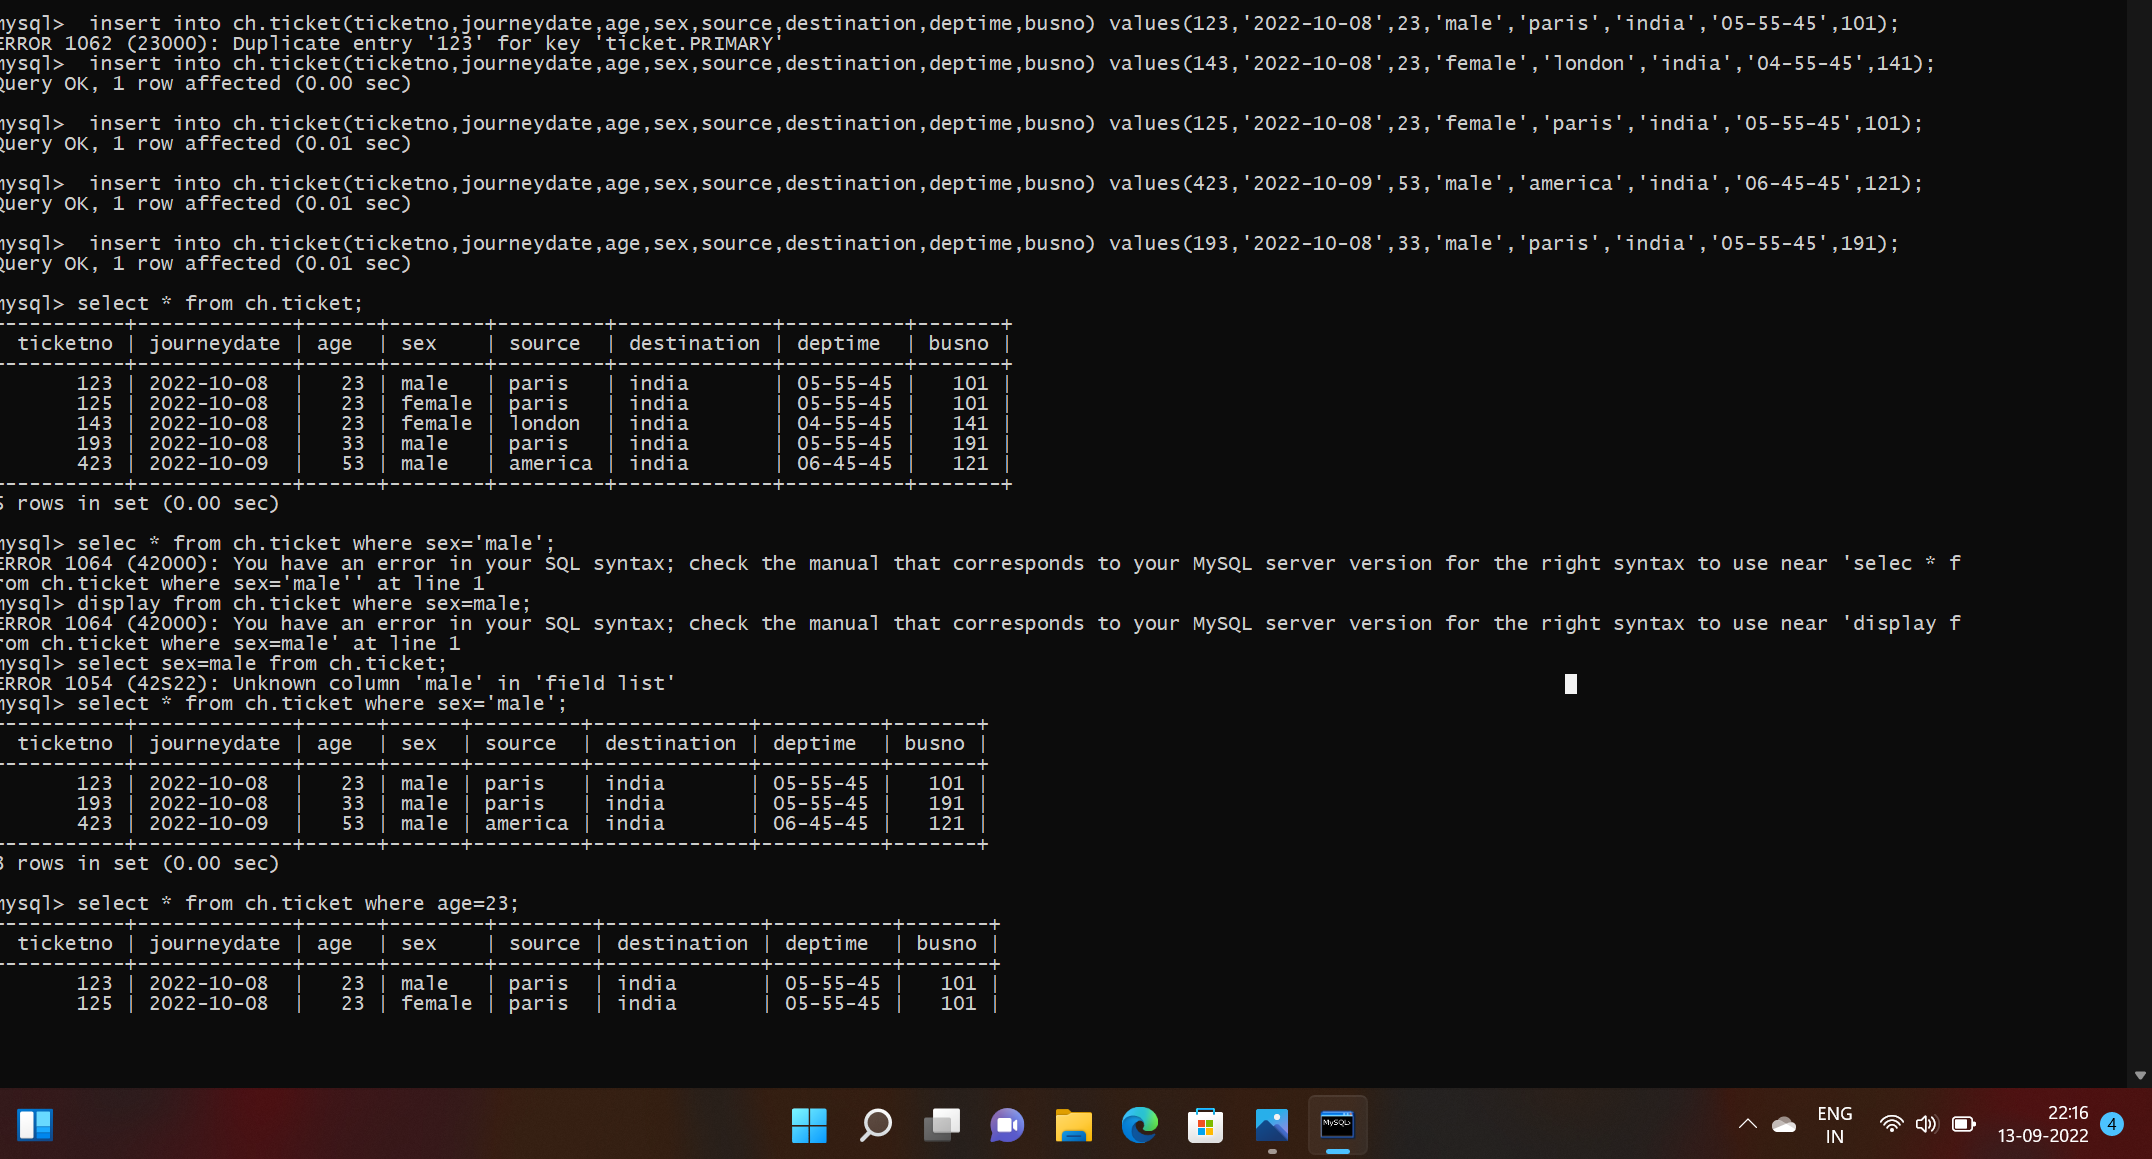 mysql>  insert into ch.ticket(ticketno,journeydate,age,sex,source,destination,deptime,busno) values(123,'2022-10-08',23,'male','paris','india','05-55-45',101);
ERROR 1062 (23000): Duplicate entry '123' for key 'ticket.PRIMARY'
mysql>  insert into ch.ticket(ticketno,journeydate,age,sex,source,destination,deptime,busno) values(143,'2022-10-08',23,'female','london','india','04-55-45',141);
Query OK, 1 row affected (0.00 sec)
mysql>  insert into ch.ticket(ticketno,journeydate,age,sex,source,destination,deptime,busno) values(125,'2022-10-08',23,'female','paris','india','05-55-45',101);
Query OK, 1 row affected (0.01 sec)
mysql>  insert into ch.ticket(ticketno,journeydate,age,sex,source,destination,deptime,busno) values(423,'2022-10-09',53,'male','america','india','06-45-45',121);
Query OK, 1 row affected (0.01 sec)
mysql>  insert into ch.ticket(ticketno,journeydate,age,sex,source,destination,deptime,busno) values(193,'2022-10-08',33,'male','paris','india','05-55-45',191);
Query OK, 1 row affected (0.01 sec)
mysql> select * from ch.ticket;
-----------+-------------+------+--------+---------+-------------+----------+-------+
 ticketno | journeydate | age  | sex    | source  | destination | deptime  | busno |
-----------+-------------+------+--------+---------+-------------+----------+-------+
      123 | 2022-10-08  |   23 | male   | paris   | india       | 05-55-45 |   101 |
      125 | 2022-10-08  |   23 | female | paris   | india       | 05-55-45 |   101 |
      143 | 2022-10-08  |   23 | female | london  | india       | 04-55-45 |   141 |
      193 | 2022-10-08  |   33 | male   | paris   | india       | 05-55-45 |   191 |
      423 | 2022-10-09  |   53 | male   | america | india       | 06-45-45 |   121 |
-----------+-------------+------+--------+---------+-------------+----------+-------+
5 rows in set (0.00 sec)
mysql> selec * from ch.ticket where sex='male';
ERROR 1064 (42000): You have an error in your SQL syntax; check the manual that corresponds to your MySQL server version for the right syntax to use near 'selec * f
rom ch.ticket where sex='male'' at line 1
mysql> display from ch.ticket where sex=male;
ERROR 1064 (42000): You have an error in your SQL syntax; check the manual that corresponds to your MySQL server version for the right syntax to use near 'display f
rom ch.ticket where sex=male' at line 1
mysql> select sex=male from ch.ticket;
ERROR 1054 (42S22): Unknown column 'male' in 'field list'
mysql> select * from ch.ticket where sex='male';
-----------+-------------+------+------+---------+-------------+----------+-------+
 ticketno | journeydate | age  | sex  | source  | destination | deptime  | busno |
-----------+-------------+------+------+---------+-------------+----------+-------+
      123 | 2022-10-08  |   23 | male | paris   | india       | 05-55-45 |   101 |
      193 | 2022-10-08  |   33 | male | paris   | india       | 05-55-45 |   191 |
      423 | 2022-10-09  |   53 | male | america | india       | 06-45-45 |   121 |
-----------+-------------+------+------+---------+-------------+----------+-------+
3 rows in set (0.00 sec)
mysql> select * from ch.ticket where age=23;
-----------+-------------+------+--------+--------+-------------+----------+-------+
 ticketno | journeydate | age  | sex    | source | destination | deptime  | busno |
-----------+-------------+------+--------+--------+-------------+----------+-------+
      123 | 2022-10-08  |   23 | male   | paris  | india       | 05-55-45 |   101 |
      125 | 2022-10-08  |   23 | female | paris  | india       | 05-55-45 |   101 |
MySQL>
ENG
IN
22:16
13-09-2022
4